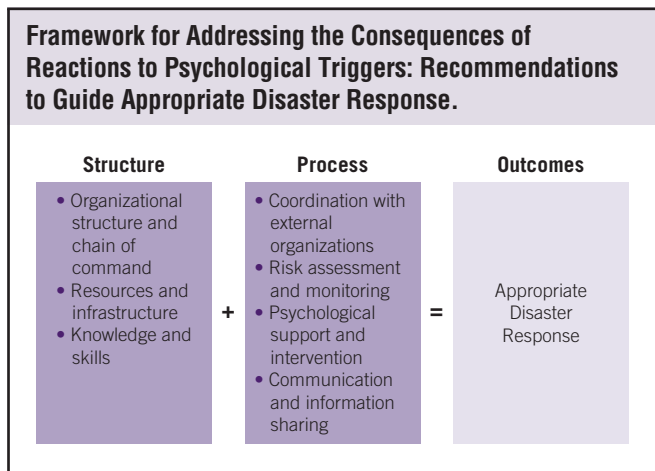 Framework for Addressing the Consequences of
Reactions to Psychological Triggers: Recommendations
to Guide Appropriate Disaster Response.
Structure
• Organizational
structure and
chain of
command
• Resources and
infrastructure
• Knowledge and
skills
+
Process
• Coordination with
external
organizations
• Risk assessment
and monitoring
• Psychological
support and
intervention
• Communication
and information
sharing
=
Outcomes
Appropriate
Disaster
Response